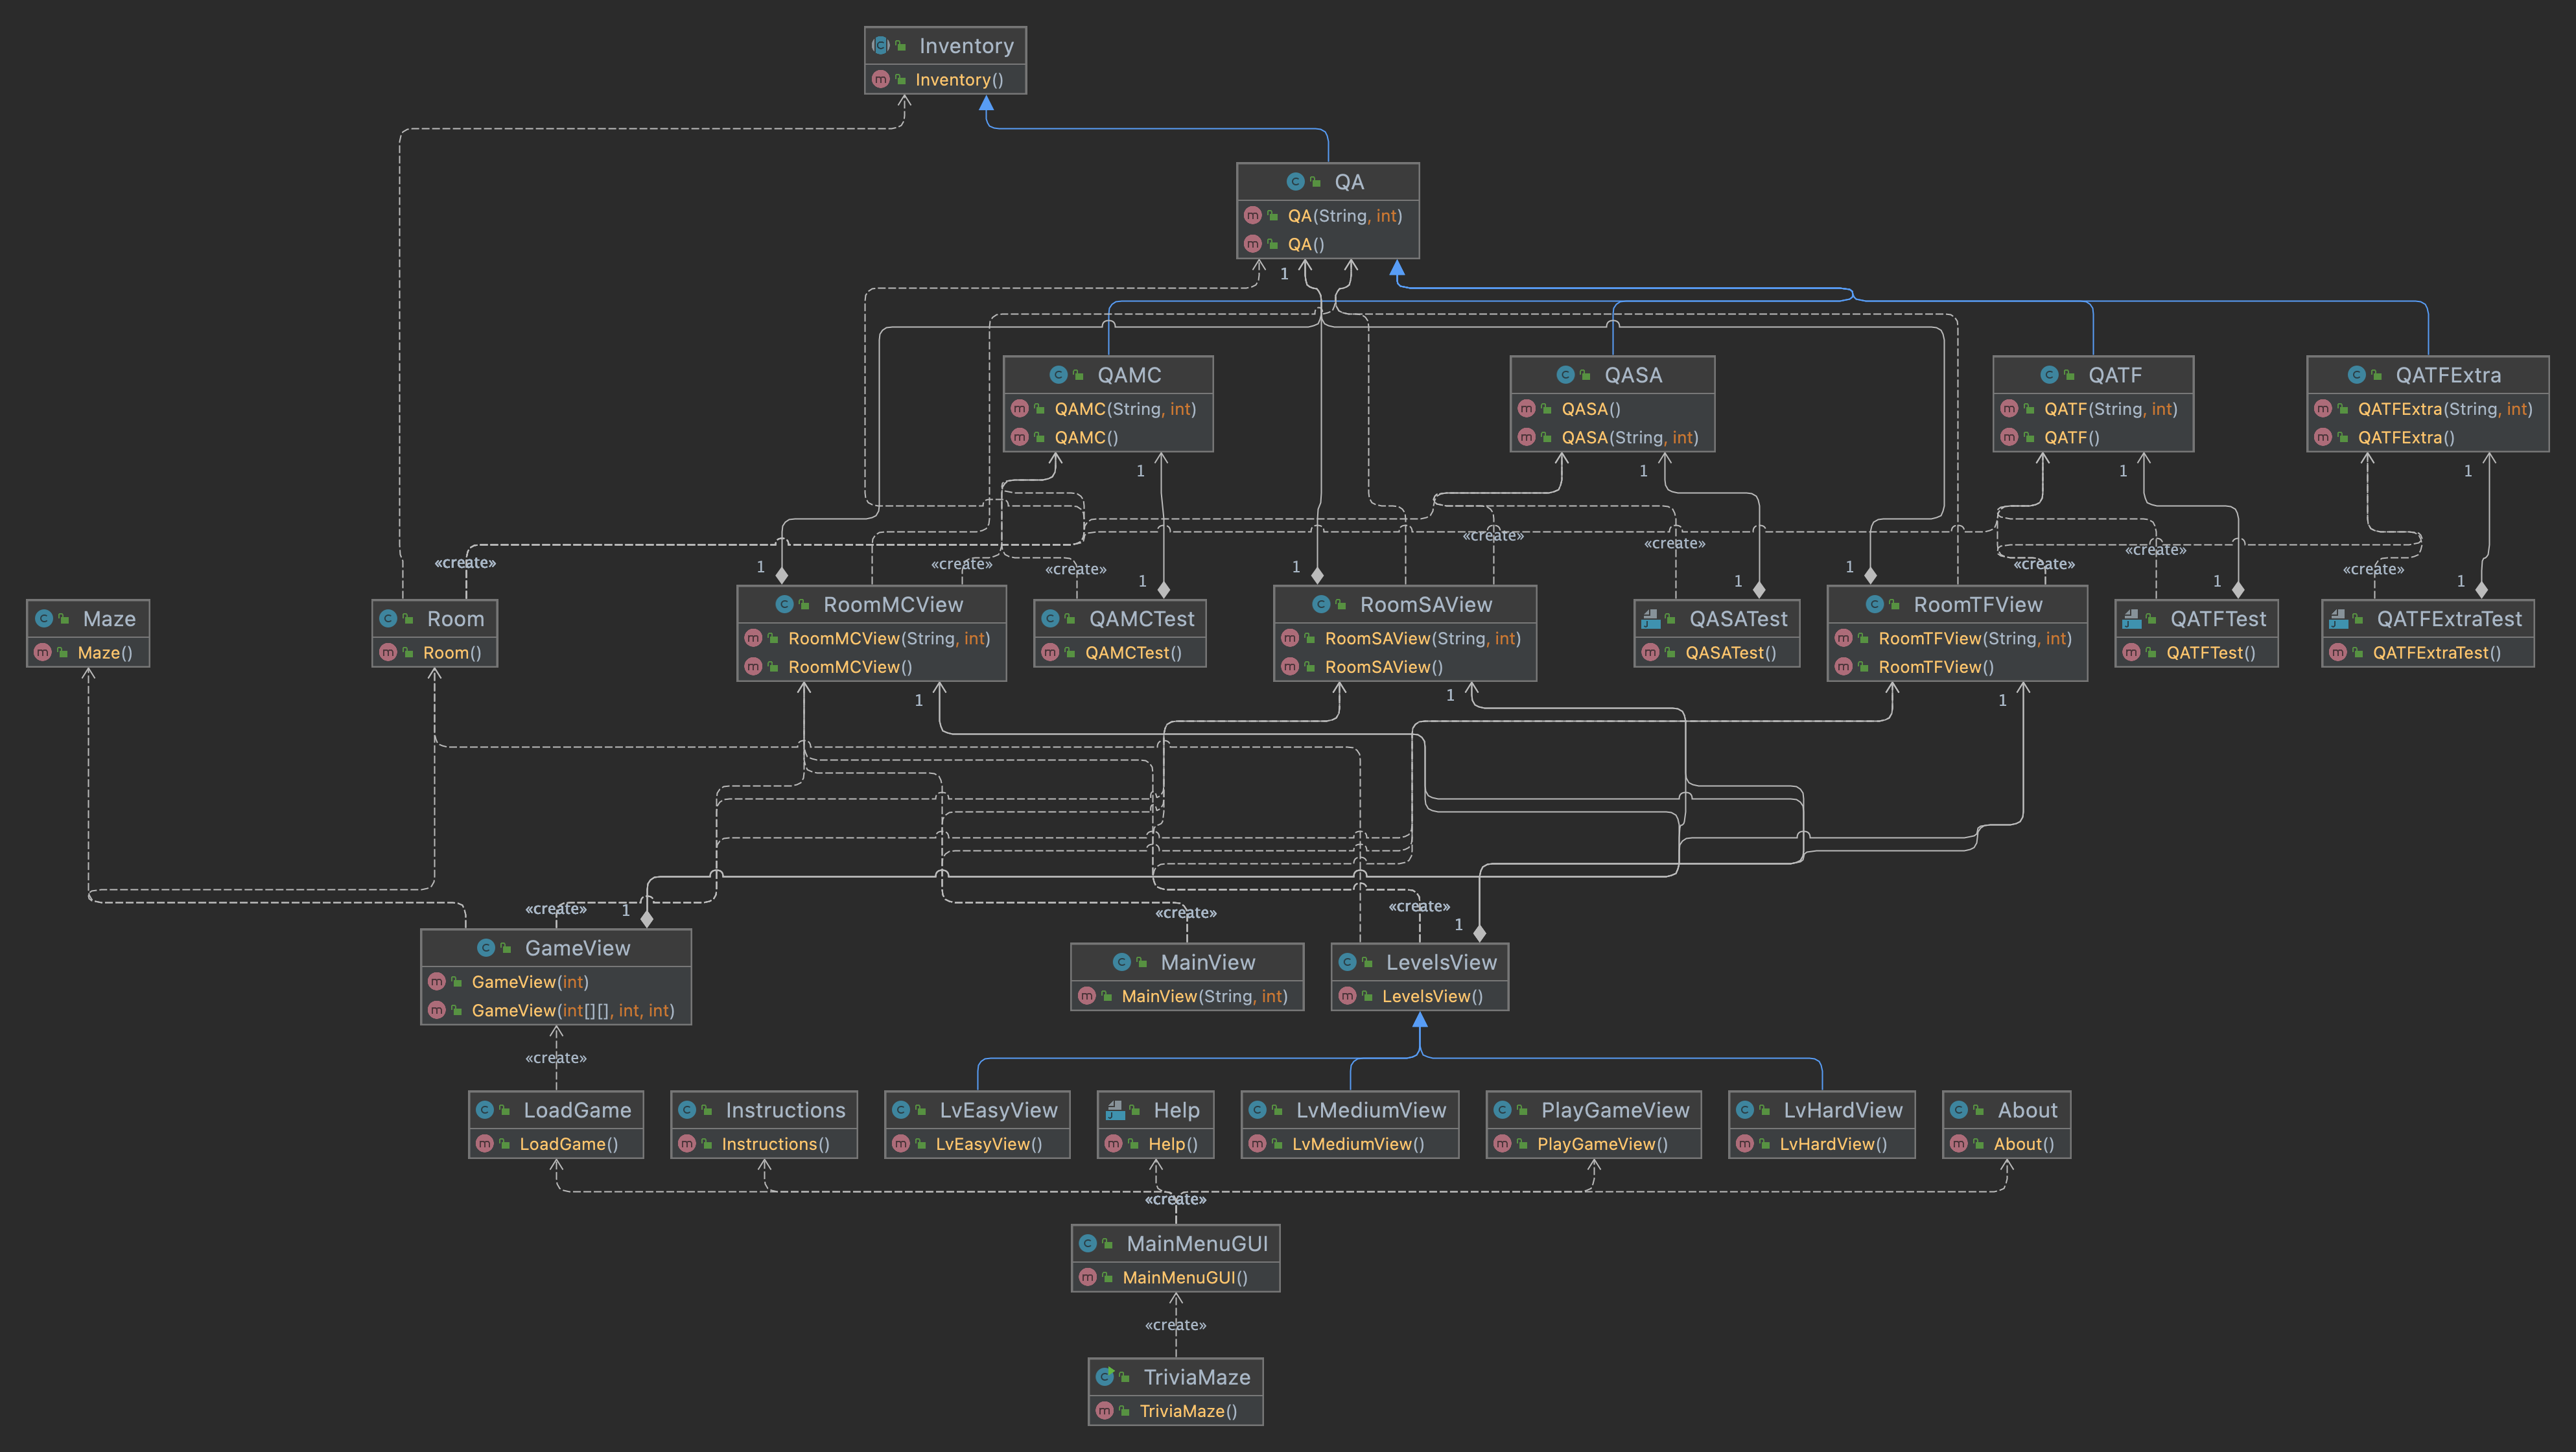 Inventory
Inventory()
QA
QA(String, int)
QA()
1
QAMC
QAMC(String, int)
QAMC()
QASA
QASA()
QASA(String, int)
QATF
QATF(String, int)
QATF()
QATFExtra
QATFExtra(String, int)
QATFExtra()
1
1
1
1
«create»
«create»
«create»
«create»
«create»
«create»
«create»
«create»
«create»
1
1
1
1
1
1
1
Maze
Maze()
Room
Room()
RoomMCView
RoomMCView(String, int)
RoomMCView()
QAMCTest
QAMCTest()
RoomSAView
RoomSAView(String, int)
RoomSAView()
QASATest
QASATest()
RoomTFView
RoomTFView(String, int)
RoomTFView()
QATFTest
QATFTest()
QATFExtraTest
QATFExtraTest()
1
1
1
«create»
1
«create»
«create»
1
GameView
GameView(int)
GameView(int[][], int, int)
MainView
MainView(String, int)
LevelsView
LevelsView()
«create»
LoadGame
LoadGame()
Instructions
Instructions()
LvEasyView
LvEasyView()
Help
Help()
LvMediumView
LvMediumView()
PlayGameView
PlayGameView()
LvHardView
LvHardView()
About
About()
«create»
MainMenuGUI
MainMenuGUI()
«create»
TriviaMaze
TriviaMaze()